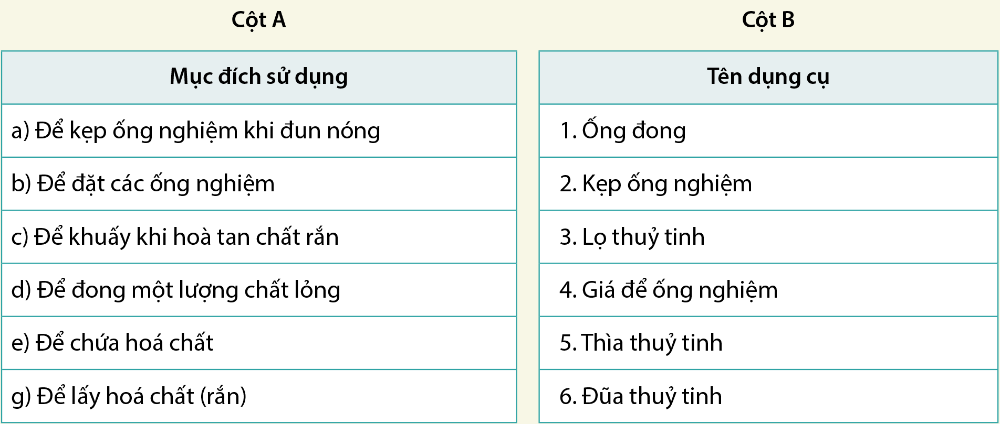 Cột A
Cột B
Mục đích sử dụng
Tên dụng cụ
a) Để kẹp ống nghiệm khi đun nóng
1. Ống đong
b) Để đặt các ống nghiệm
2. Kẹp ống nghiệm
c) Để khuấy khi hoà tan chất rắn
3. Lọ thuỷ tinh
d) Để đong một lượng chất lỏng
4. Giá để ống nghiệm
e) Để chứa hoá chất
5. Thìa thuỷ tinh
g) Để lấy hoá chất (rắn)
6. Đũa thuỷ tinh